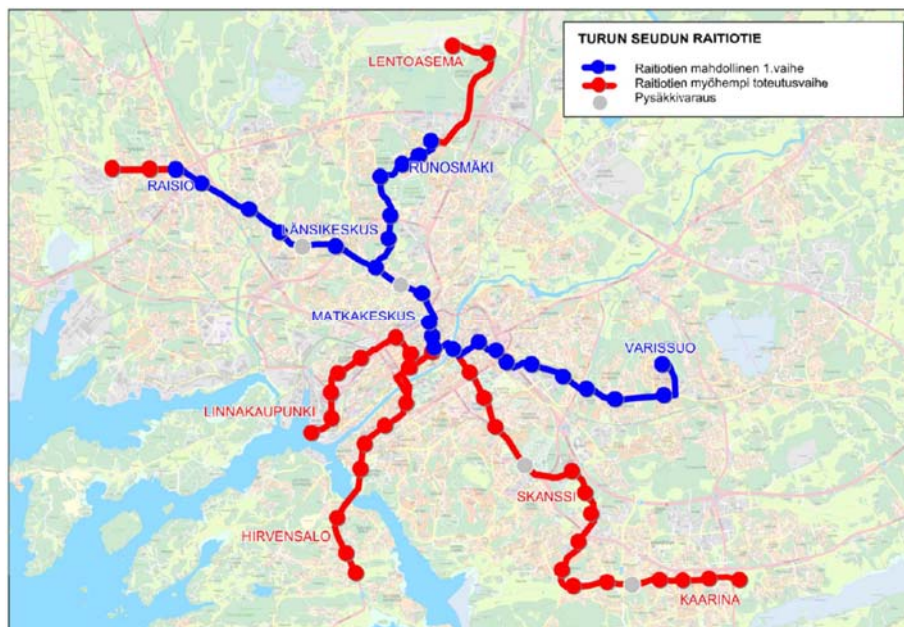 TURUN SEUDUN RAITIOTIE
Raitiotien mahdollinen 1.vaihe
Raitiotien myöhempi toteutusvaihe
Pysäkkivaraus
LENTOASEMA
RUNOSMÄKI
RAISIO
LÄNSIKESKUS
MATKAKESKUS
VARISSUO
LINNAKAUPUNKI
SKANSSI
HIRVENSALO
KAARINA